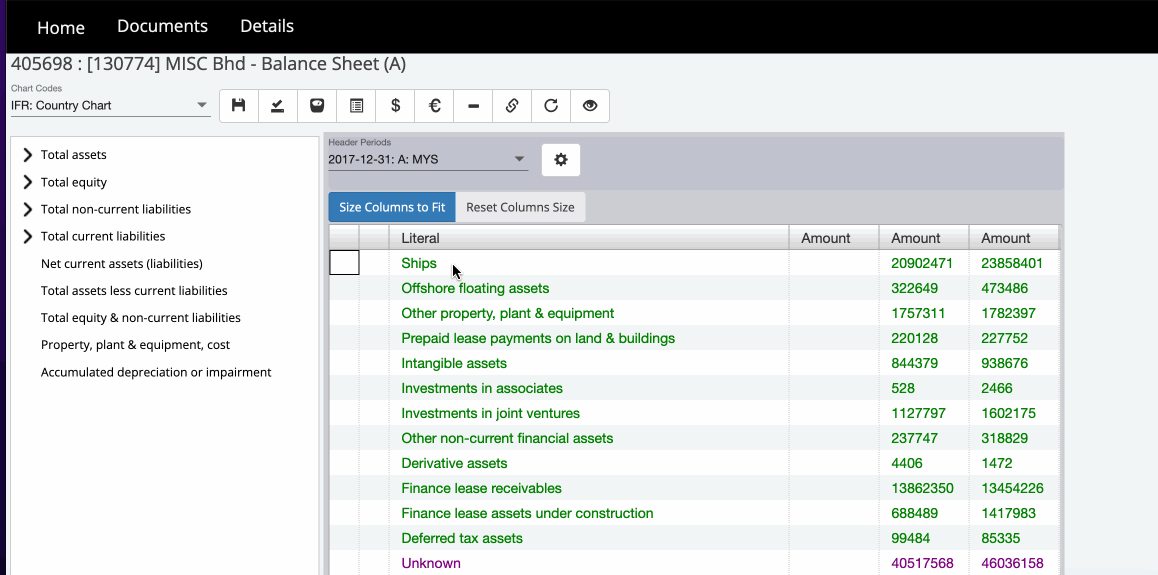 Home Documents Details
405698 : [130774] MISC Bhd - Balance Sheet (A)
Chart Codes
IFR: Country Chart
$ €
Total assets
Total equity
Total non-current liabilities
Total current liabilities
Net current assets (liabilities)
Total assets less current liabilities
Total equity & non-current liabilities
Property, plant & equipment, cost
Accumulated depreciation or impairment
Header Periods
2017-12-31: A: MYS
Size Columns to Fit Reset Columns Size
Literal Amount Amount Amount
Ships 20902471 23858401
Offshore floating assets 322649 473486
Other property, plant & equipment 1757311 1782397
Prepaid lease payments on land & buildings 220128 227752
Intangible assets 844379 938676
Investments in associates 528 2466
Investments in joint ventures 1127797 1602175
Other non-current financial assets 237747 318829
Derivative assets 4406 1472
Finance lease receivables 13862350 13454226
Finance lease assets under construction 688489 1417983
Deferred tax assets 99484 85335
Unknown 40517568 46036158